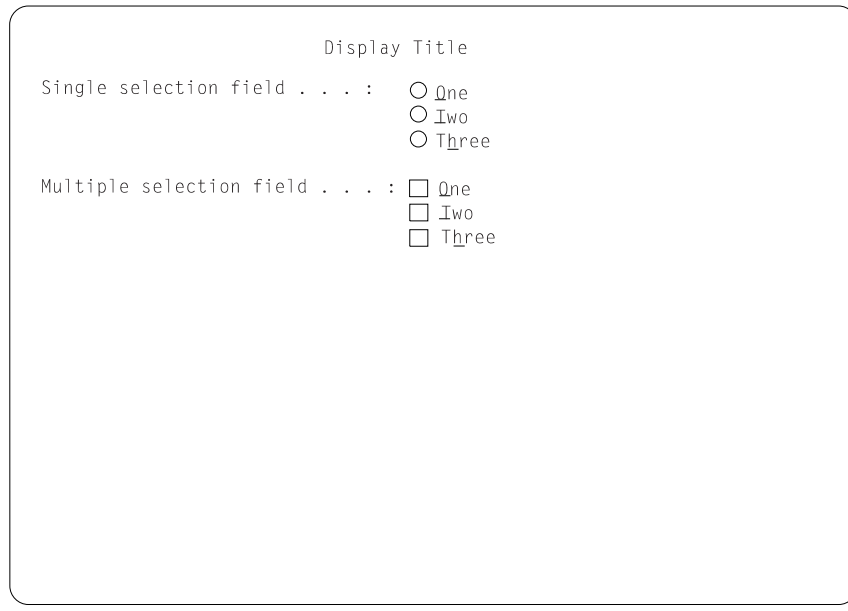 Display Title
Single selection field . . . : One
Two
Three
Multiple selection field . . . : One
Two
Three